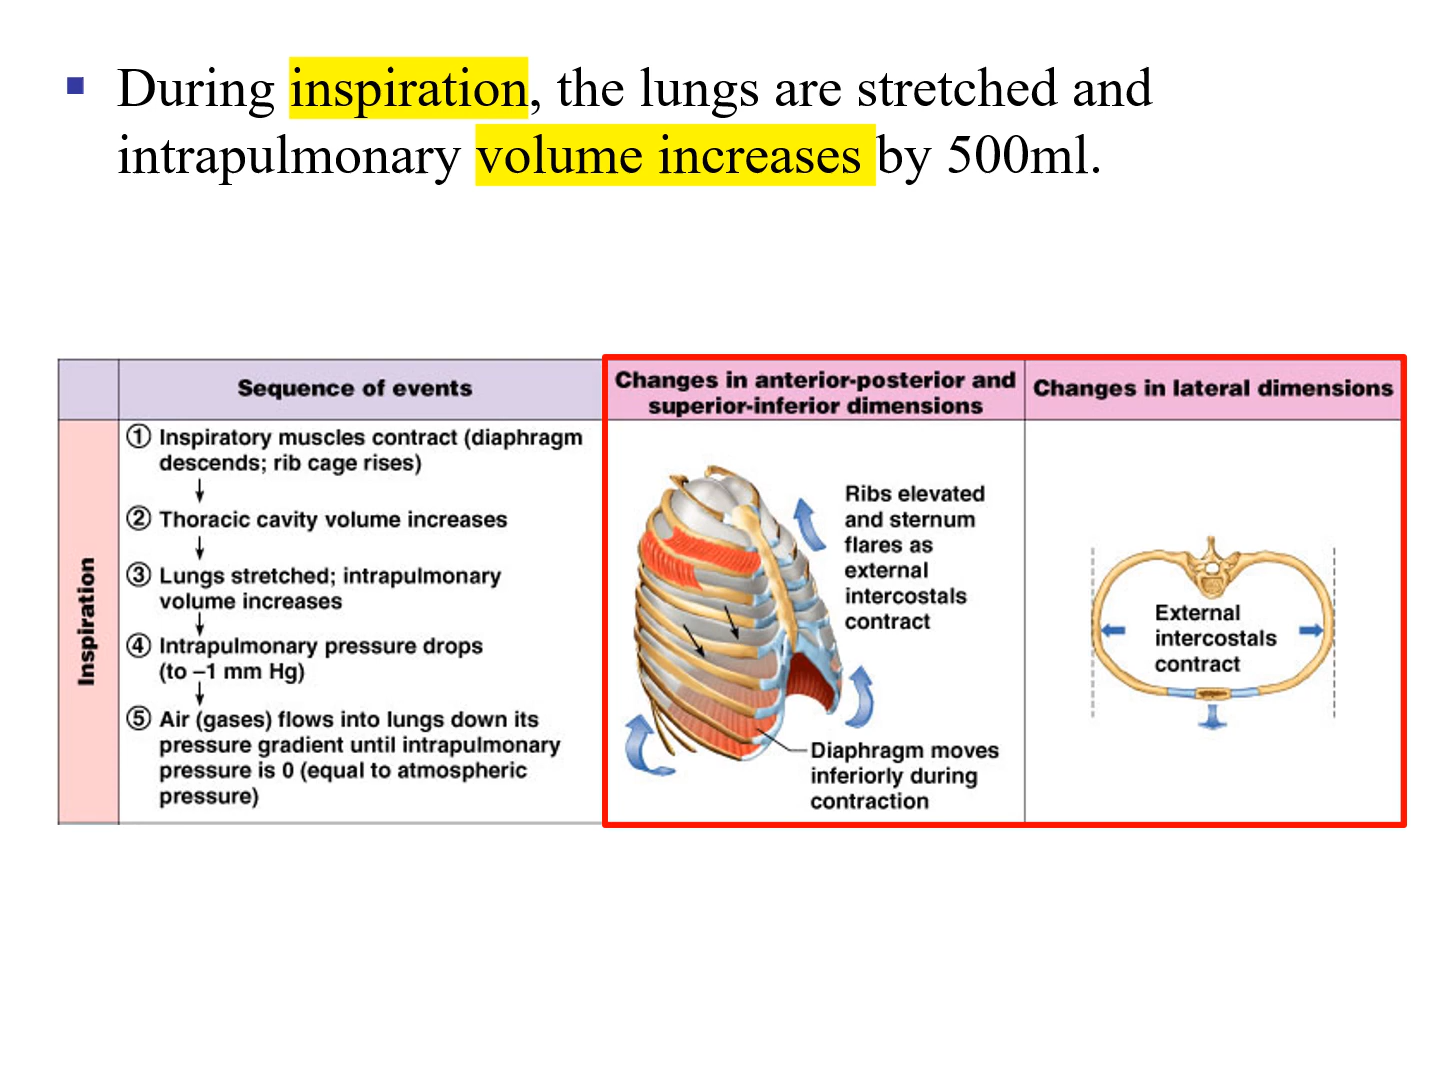 During inspiration, the lungs are stretched and
intrapulmonary volume increases by 500ml.
Sequence of events
Changes in anterior-posterior and
superior-inferior dimensions
Changes in lateral dimensions
Inspiration
① Inspiratory muscles contract (diaphragm
descends; rib cage rises)
② Thoracic cavity volume increases
③ Lungs stretched; intrapulmonary
volume increases
④ Intrapulmonary pressure drops
(to –1 mm Hg)
⑤ Air (gases) flows into lungs down its
pressure gradient until intrapulmonary
pressure is 0 (equal to atmospheric
pressure)
Ribs elevated
and sternum
flares as
external
intercostals
contract
Diaphragm moves
inferiorly during
contraction
External
intercostals
contract